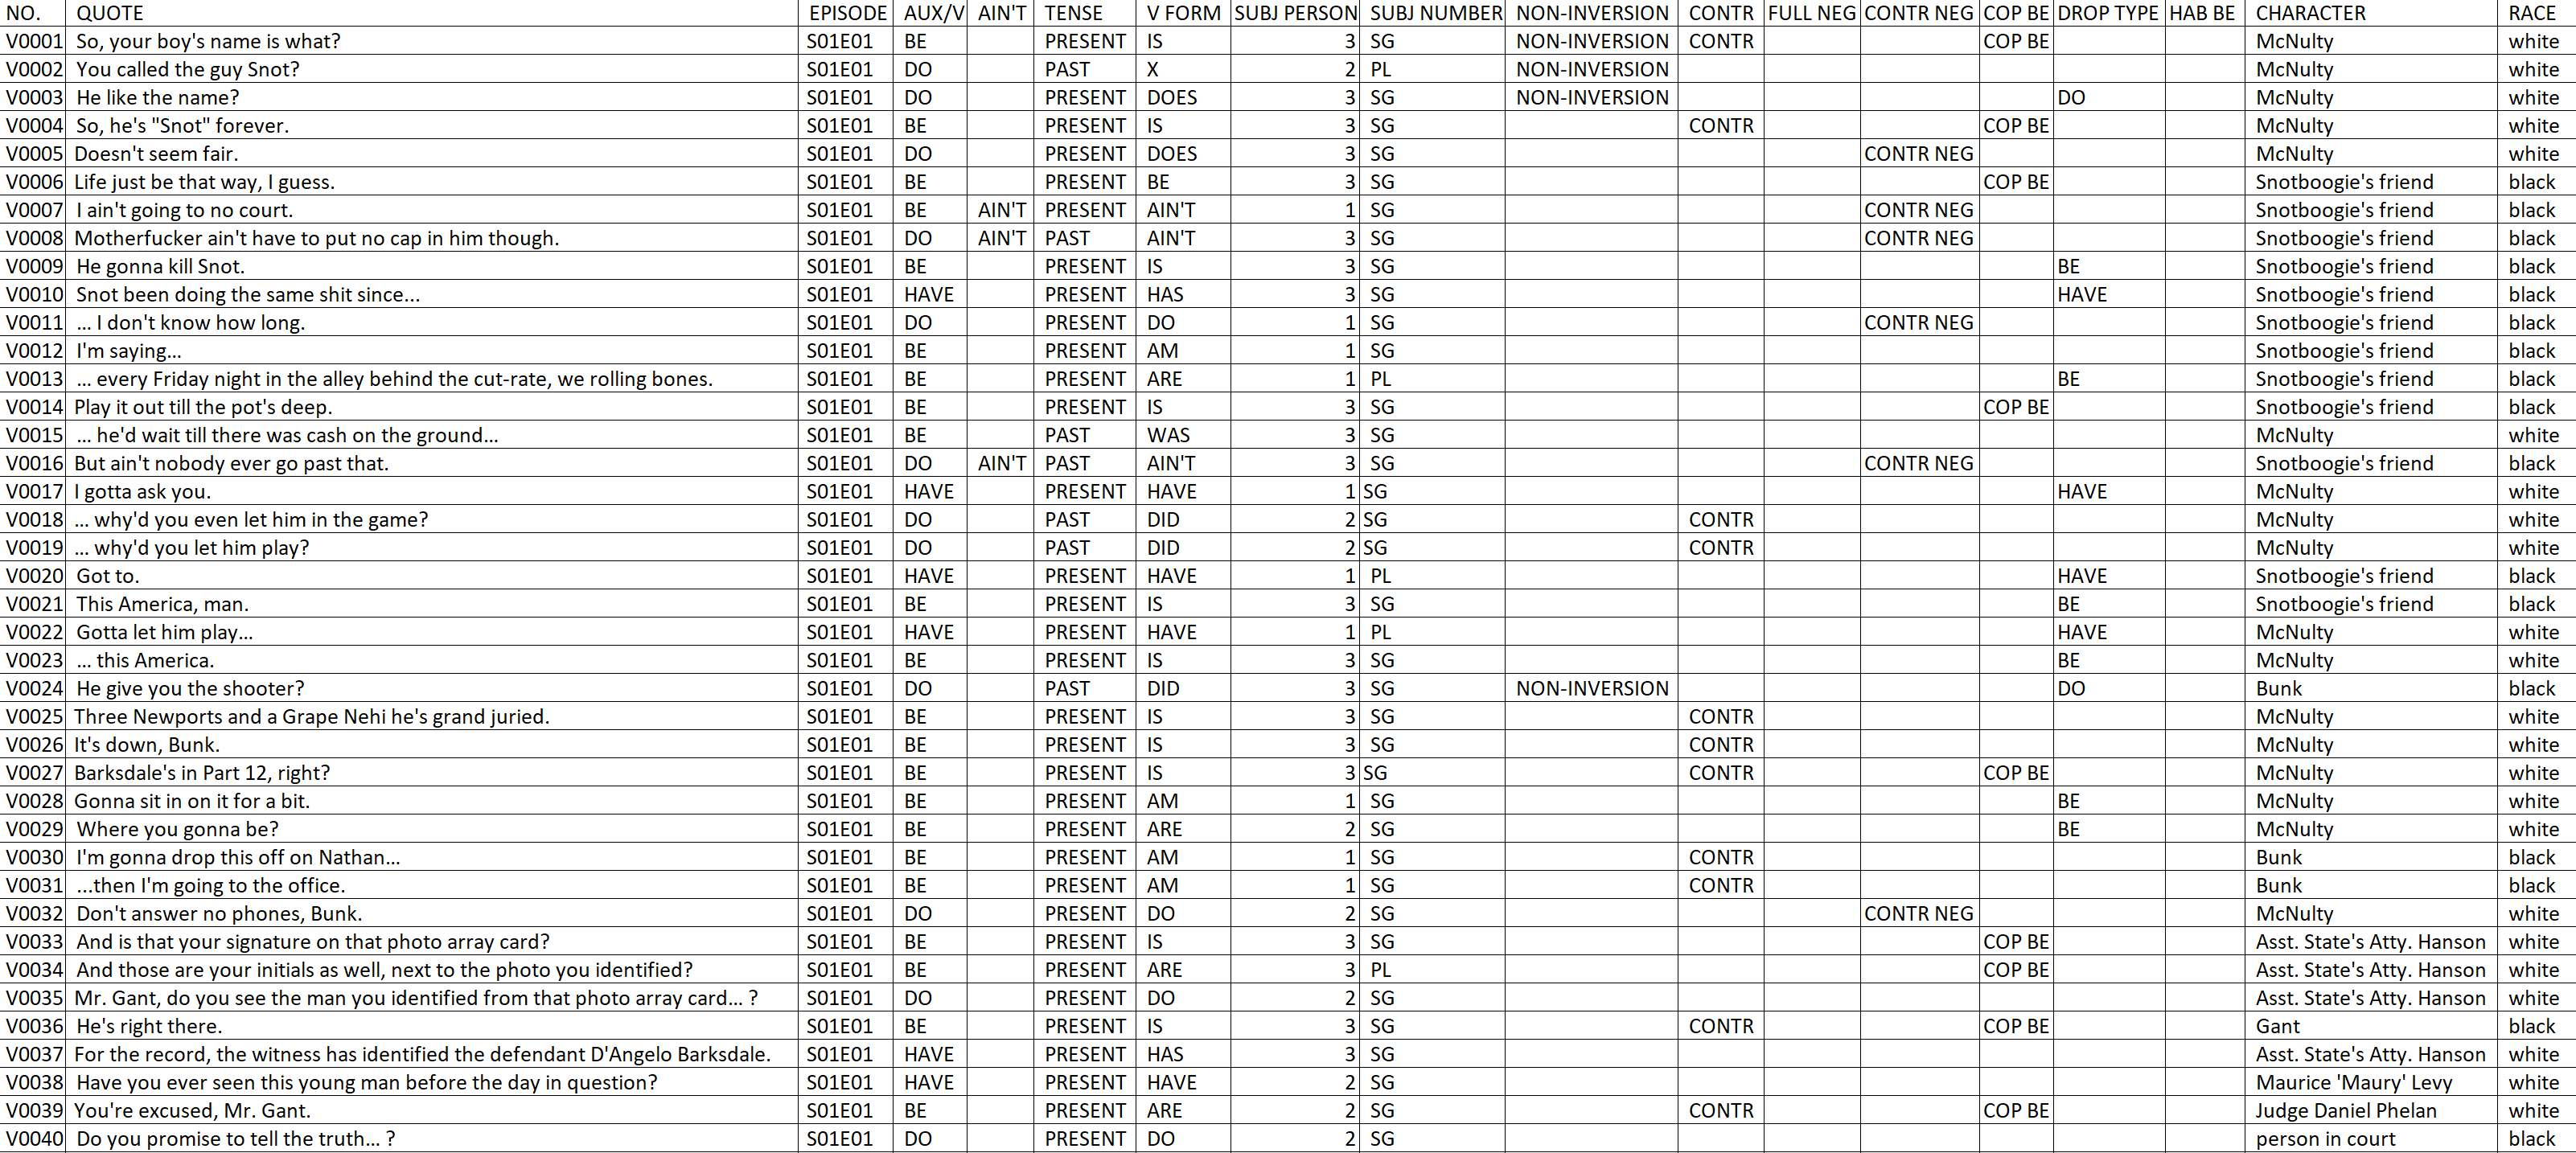 NO. QUOTE EPISODE AUX/V AIN'T TENSE V FORM SUBJ PERSON SUBJ NUMBER NON-INVERSION CONTR FULL NEG CONTR NEG COP BE DROP TYPE HAB BE CHARACTER RACE
V0001 So, your boy's name is what? S01E01 BE PRESENT IS 3 SG NON-INVERSION CONTR COP BE McNulty white
V0002 You called the guy Snot? S01E01 DO PAST X 2 PL NON-INVERSION McNulty white
V0003 He like the name? S01E01 DO PRESENT DOES 3 SG NON-INVERSION DO McNulty white
V0004 So, he's "Snot" forever. S01E01 BE PRESENT IS 3 SG CONTR COP BE McNulty white
V0005 Doesn't seem fair. S01E01 DO PRESENT DOES 3 SG CONTR NEG McNulty white
V0006 Life just be that way, I guess. S01E01 BE PRESENT BE 3 SG COP BE Snotboogie's friend black
V0007 I ain't going to no court. S01E01 BE AIN'T PRESENT AIN'T 1 SG CONTR NEG Snotboogie's friend black
V0008 Motherfucker ain't have to put no cap in him though. S01E01 DO AIN'T PAST AIN'T 3 SG CONTR NEG Snotboogie's friend black
V0009 He gonna kill Snot. S01E01 BE PRESENT IS 3 SG BE Snotboogie's friend black
V0010 Snot been doing the same shit since... S01E01 HAVE PRESENT HAS 3 SG HAVE Snotboogie's friend black
V0011 ... I don't know how long. S01E01 DO PRESENT DO 1 SG CONTR NEG Snotboogie's friend black
V0012 I'm saying... S01E01 BE PRESENT AM 1 SG Snotboogie's friend black
V0013 ... every Friday night in the alley behind the cut-rate, we rolling bones. S01E01 BE PRESENT ARE 1 PL BE Snotboogie's friend black
V0014 Play it out till the pot's deep. S01E01 BE PRESENT IS 3 SG COP BE Snotboogie's friend black
V0015 ... he'd wait till there was cash on the ground... S01E01 BE PAST WAS 3 SG McNulty white
V0016 But ain't nobody ever go past that. S01E01 DO AIN'T PAST AIN'T 3 SG CONTR NEG Snotboogie's friend black
V0017 I gotta ask you. S01E01 HAVE PRESENT HAVE 1 SG HAVE McNulty white
V0018 ... why'd you even let him in the game? S01E01 DO PAST DID 2 SG CONTR McNulty white
V0019 ... why'd you let him play? S01E01 DO PAST DID 2 SG CONTR McNulty white
V0020 Got to. S01E01 HAVE PRESENT HAVE 1 PL HAVE Snotboogie's friend black
V0021 This America, man. S01E01 BE PRESENT IS 3 SG BE Snotboogie's friend black
V0022 Gotta let him play... S01E01 HAVE PRESENT HAVE 1 PL HAVE McNulty white
V0023 ... this America. S01E01 BE PRESENT IS 3 SG BE McNulty white
V0024 He give you the shooter? S01E01 DO PAST DID 3 SG NON-INVERSION DO Bunk black
V0025 Three Newports and a Grape Nehi he's grand juried. S01E01 BE PRESENT IS 3 SG CONTR McNulty white
V0026 It's down, Bunk. S01E01 BE PRESENT IS 3 SG CONTR McNulty white
V0027 Barksdale's in Part 12, right? S01E01 BE PRESENT IS 3 SG CONTR COP BE McNulty white
V0028 Gonna sit in on it for a bit. S01E01 BE PRESENT AM 1 SG BE McNulty white
V0029 Where you gonna be? S01E01 BE PRESENT ARE 2 SG BE McNulty white
V0030 I'm gonna drop this off on Nathan... S01E01 BE PRESENT AM 1 SG CONTR Bunk black
V0031 ...then I'm going to the office. S01E01 BE PRESENT AM 1 SG CONTR Bunk black
V0032 Don't answer no phones, Bunk. S01E01 DO PRESENT DO 2 SG CONTR NEG McNulty white
V0033 And is that your signature on that photo array card? S01E01 BE PRESENT IS 3 SG COP BE Asst. State's Atty. Hanson white
V0034 And those are your initials as well, next to the photo you identified? S01E01 BE PRESENT ARE 3 PL COP BE Asst. State's Atty. Hanson white
V0035 Mr. Gant, do you see the man you identified from that photo array card... ? S01E01 DO PRESENT DO 2 SG Asst. State's Atty. Hanson white
V0036 He's right there. S01E01 BE PRESENT IS 3 SG CONTR COP BE Gant black
V0037 For the record, the witness has identified the defendant D'Angelo Barksdale. S01E01 HAVE PRESENT HAS 3 SG Asst. State's Atty. Hanson white
V0038 Have you ever seen this young man before the day in question? S01E01 HAVE PRESENT HAVE 2 SG Maurice 'Maury' Levy white
V0039 You're excused, Mr. Gant. S01E01 BE PRESENT ARE 2 SG CONTR COP BE Judge Daniel Phelan white
V0040 Do you promise to tell the truth... ? S01E01 DO PRESENT DO 2 SG person in court black